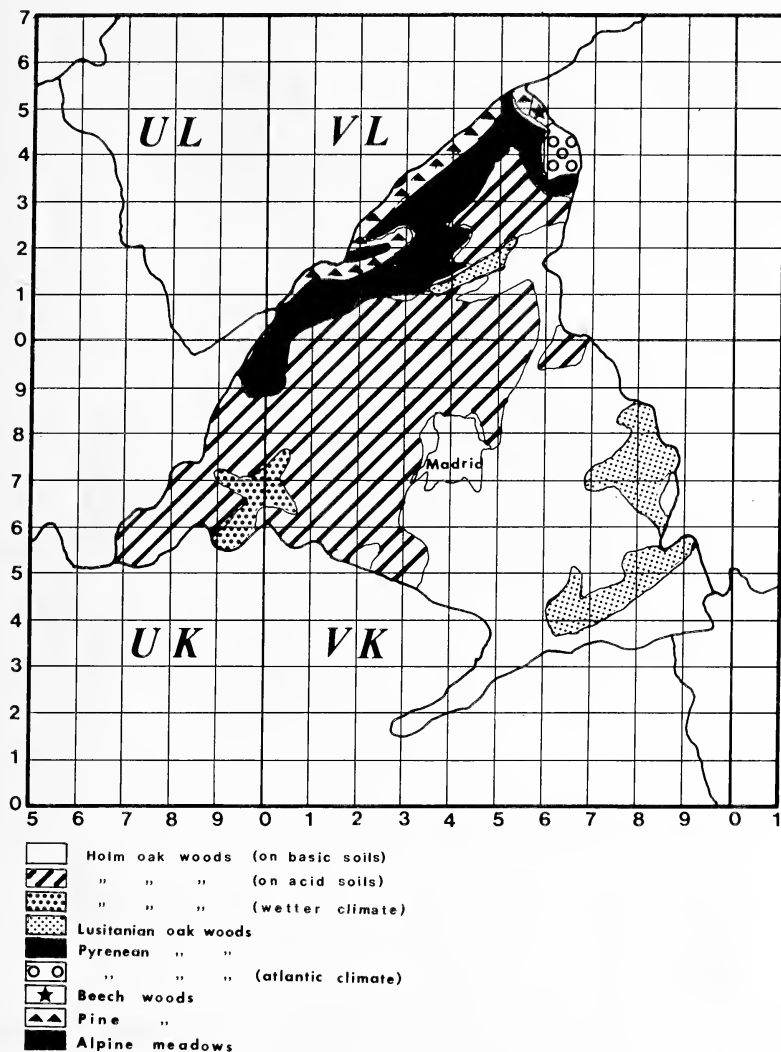 7
6
5
4
3
2
1
0
9
8
7
6
5
4
3
2
1
0
UL
VL
Madrid
UK
VK
5 6 7 8 9 0 1 2 3 4 5 6 7 8 9 0 1
Holm oak woods (on basic soils)
,, ,, ,, (on acid soils)
,, ,, ,, (wetter climate)
Lusitanian oak woods
Pyrenean ,, ,,
,, ,, ,, (atlantic climate)
Beech woods
Pine ,,
Alpine meadows